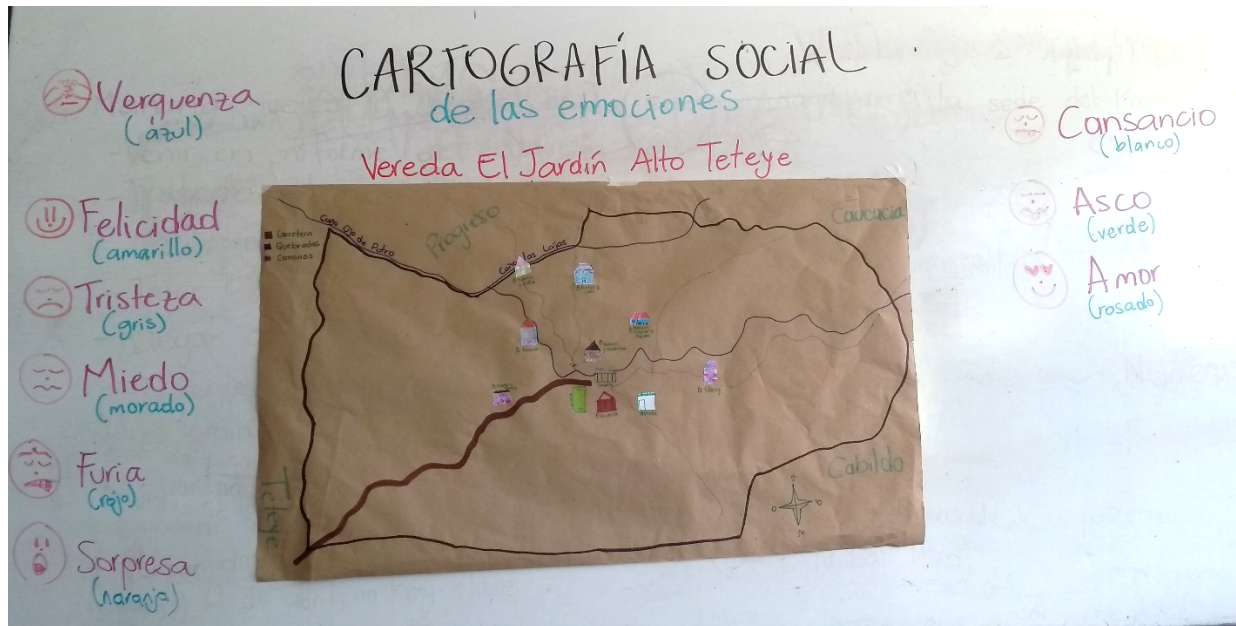 CARTOGRAFÍA SOCIAL
de las emociones
Vereda El Jardín Alto Teteye
Verguenza
(ázul)
Felicidad
(amarillo)
Tristeza
(gris)
Miedo
(morado)
Furia
(rojo)
Sorpresa
(naranja)
Cansancio
(blanco)
Asco
(verde)
Amor
(rosado)
Carretera
Quebradas
Caminos
Progreso
Caucacia
Cabildo
Teteye